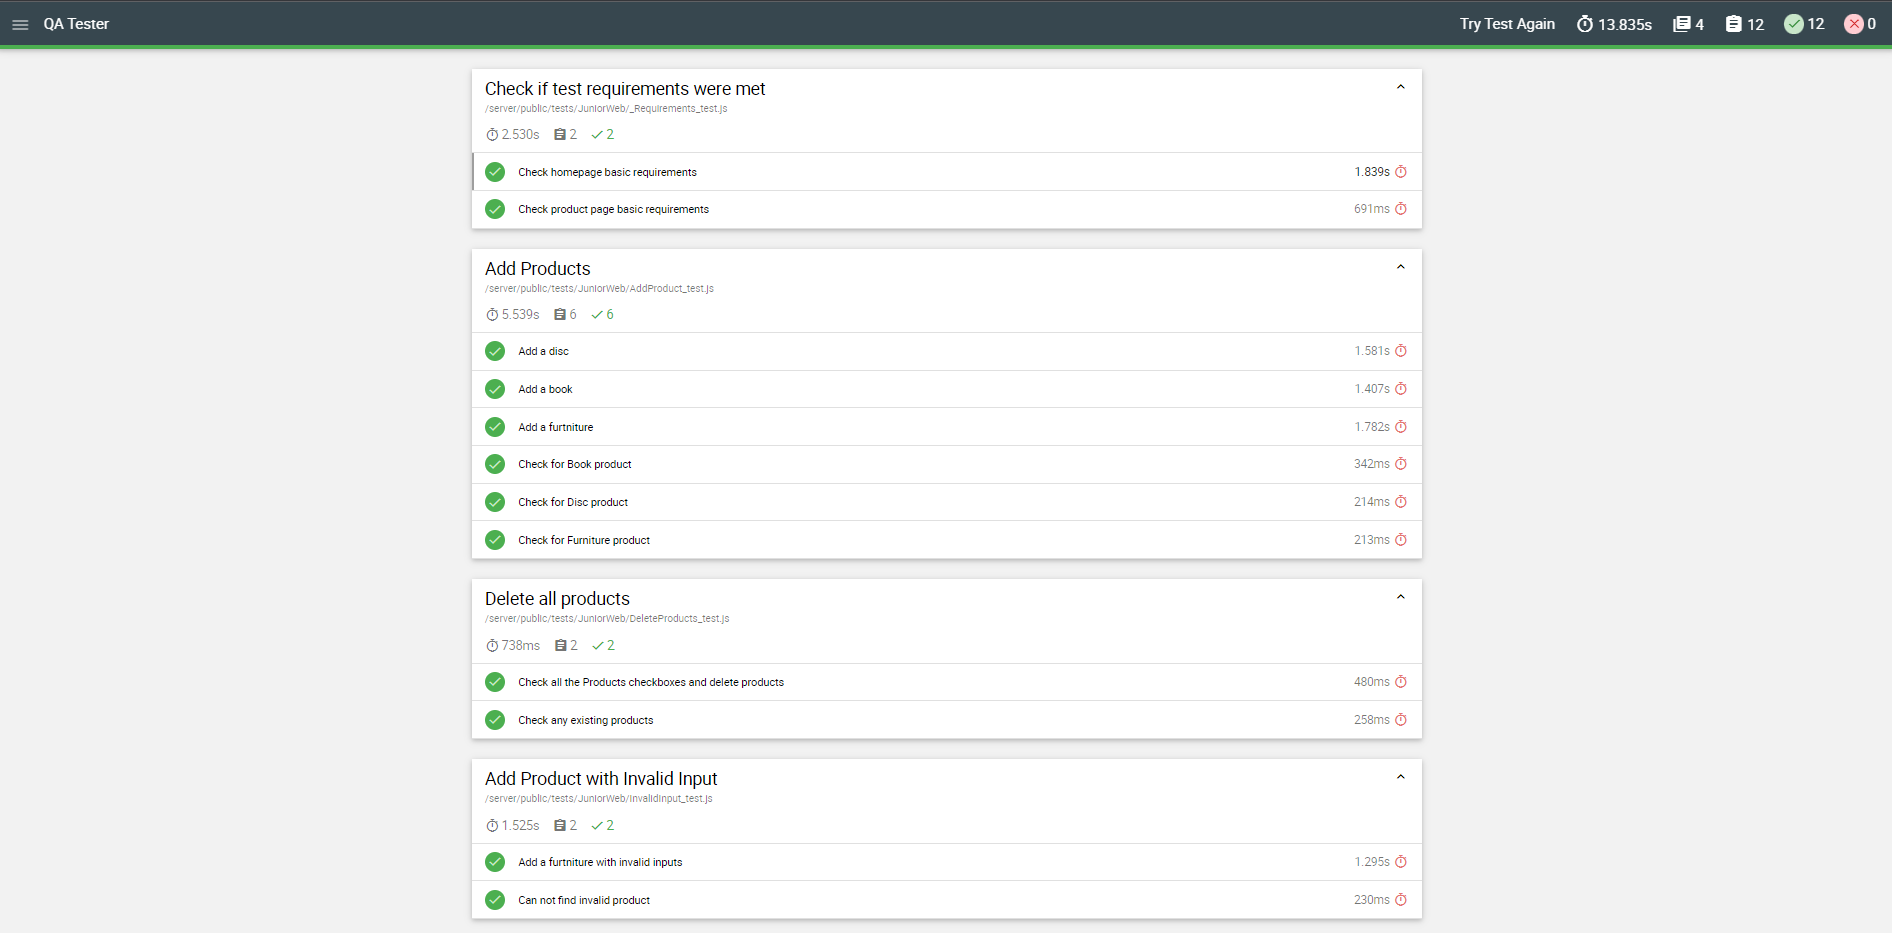 QA Tester Try Test Again 13.835s 4 12 12 0
Check if test requirements were met
/server/public/tests/JuniorWeb/_Requirements_test.js
2.530s 2 2
Check homepage basic requirements 1.839s
Check product page basic requirements 691ms
Add Products
/server/public/tests/JuniorWeb/AddProduct_test.js
5.539s 6 6
Add a disc 1.581s
Add a book 1.407s
Add a furtniture 1.782s
Check for Book product 342ms
Check for Disc product 214ms
Check for Furniture product 213ms
Delete all products
/server/public/tests/JuniorWeb/DeleteProducts_test.js
738ms 2 2
Check all the Products checkboxes and delete products 480ms
Check any existing products 258ms
Add Product with Invalid Input
/server/public/tests/JuniorWeb/InvalidInput_test.js
1.525s 2 2
Add a furtniture with invalid inputs 1.295s
Can not find invalid product 230ms